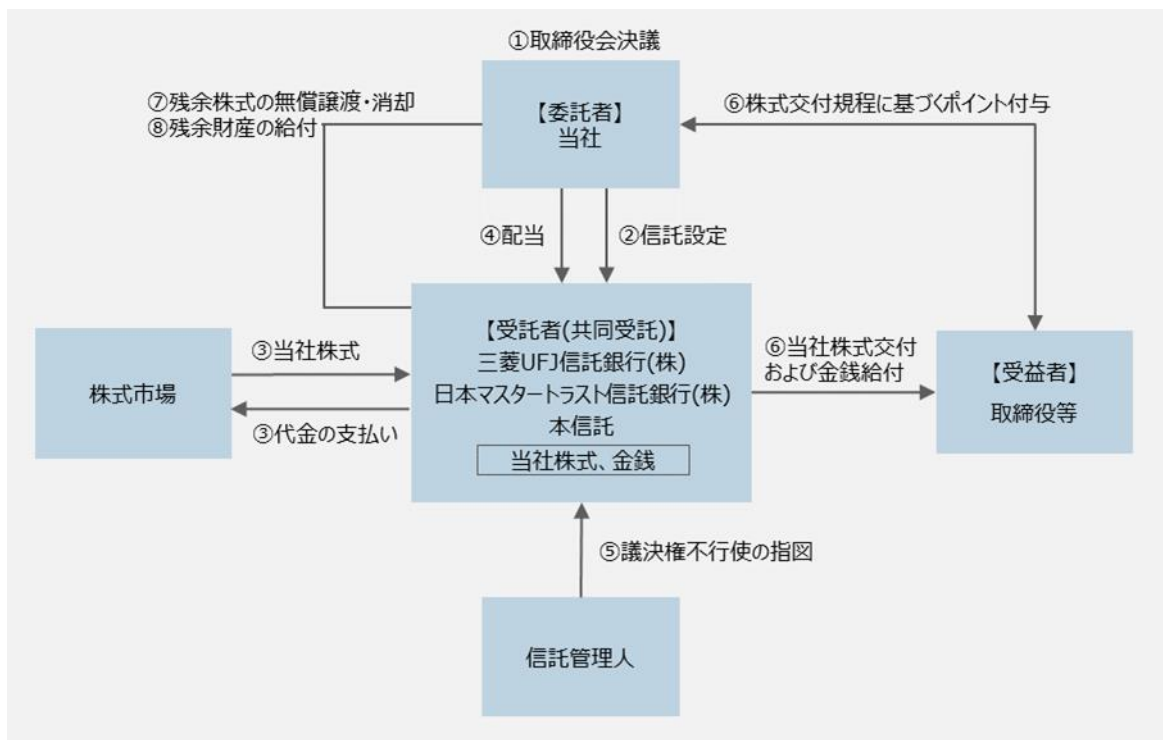 ①取締役会決議
⑦残余株式の無償譲渡・消却
⑧残余財産の給付
【委託者】
当社
⑥株式交付規程に基づくポイント付与
④配当
②信託設定
【受託者(共同受託)】
三菱UFJ信託銀行(株)
日本マスタートラスト信託銀行(株)
本信託
当社株式、金銭
株式市場
③当社株式
③代金の支払い
⑥当社株式交付
および金銭給付
【受益者】
取締役等
⑤議決権不行使の指図
信託管理人